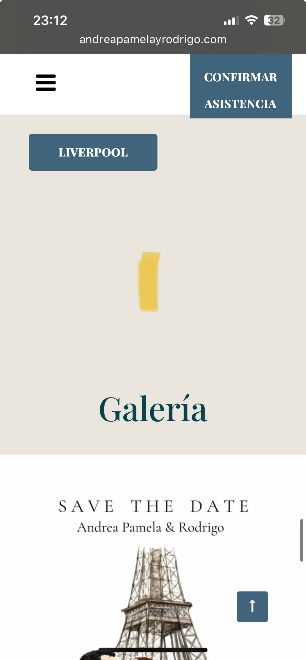 23:12
32
andreapamelayrodrigo.com
CONFIRMAR
ASISTENCIA
LIVERPOOL
Galería
SAVE THE DATE
Andrea Pamela & Rodrigo